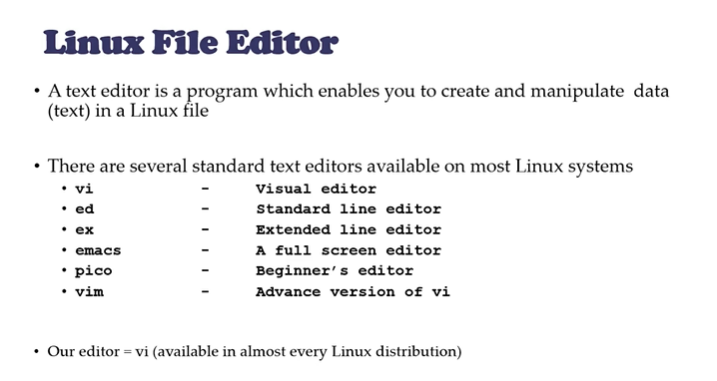 Linux File Editor
• A text editor is a program which enables you to create and manipulate data
(text) in a Linux file
• There are several standard text editors available on most Linux systems
• vi - Visual editor
• ed - Standard line editor
• ex - Extended line editor
• emacs - A full screen editor
• pico - Beginner's editor
• vim - Advance version of vi
• Our editor = vi (available in almost every Linux distribution)